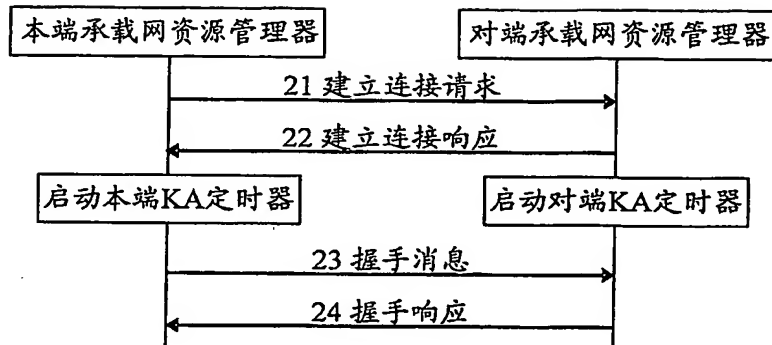 本端承载网资源管理器
对端承载网资源管理器
21 建立连接请求
22 建立连接响应
启动本端KA定时器
启动对端KA定时器
23 握手消息
24 握手响应